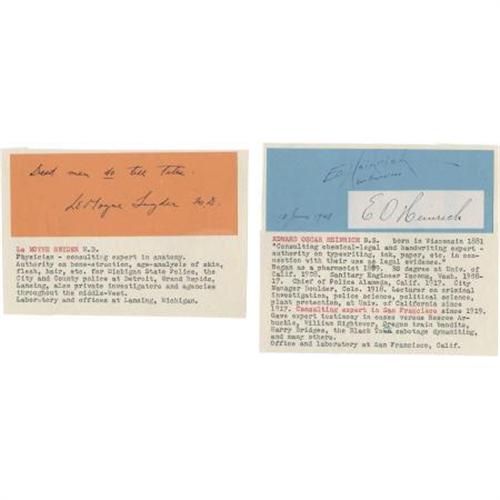 Dead men do tell tales.
LeMoyne Snyder M.D.
Le MOYNE SNYDER M.D.
Physician - consulting expert in anatomy.
Authority on bone-struction, age-analysis of skin,
flesh, hair, etc. for Michigan State Police, the
City and County police at Detroit, Grand Rapids,
Lansing, also private investigators and agencies
throughout the middle-West.
Laboratory and offices at Lansing, Michigan.
E O Heinrich
San Francisco
June 1948
E O Heinrich
EDWARD OSCAR HEINRICH B.S. born in Wisconsin 1881
"Consulting chemical-legal and handwriting expert -
authority on typewriting, ink, paper, etc. in con-
nection with their use as legal evidence."
Began as a pharmacist 1899. BS degree at Univ. of
Calif. 1908. Sanitary Engineer Tacoma, Wash. 1908-
17. Chief of Police Alameda, Calif. 1917. City
Manager Boulder, Colo. 1918. Lecturer on criminal
investigation, police science, political science,
plant protection, at Univ. of California since
1917. Consulting expert in San Francisco since 1919.
Gave expert testimony in cases versus Roscoe Ar-
buckle, William Hightower, Oregon train bandits,
Harry Bridges, the Black Tom sabotage dynamiting,
and many others.
Office and laboratory at San Francisco, Calif.